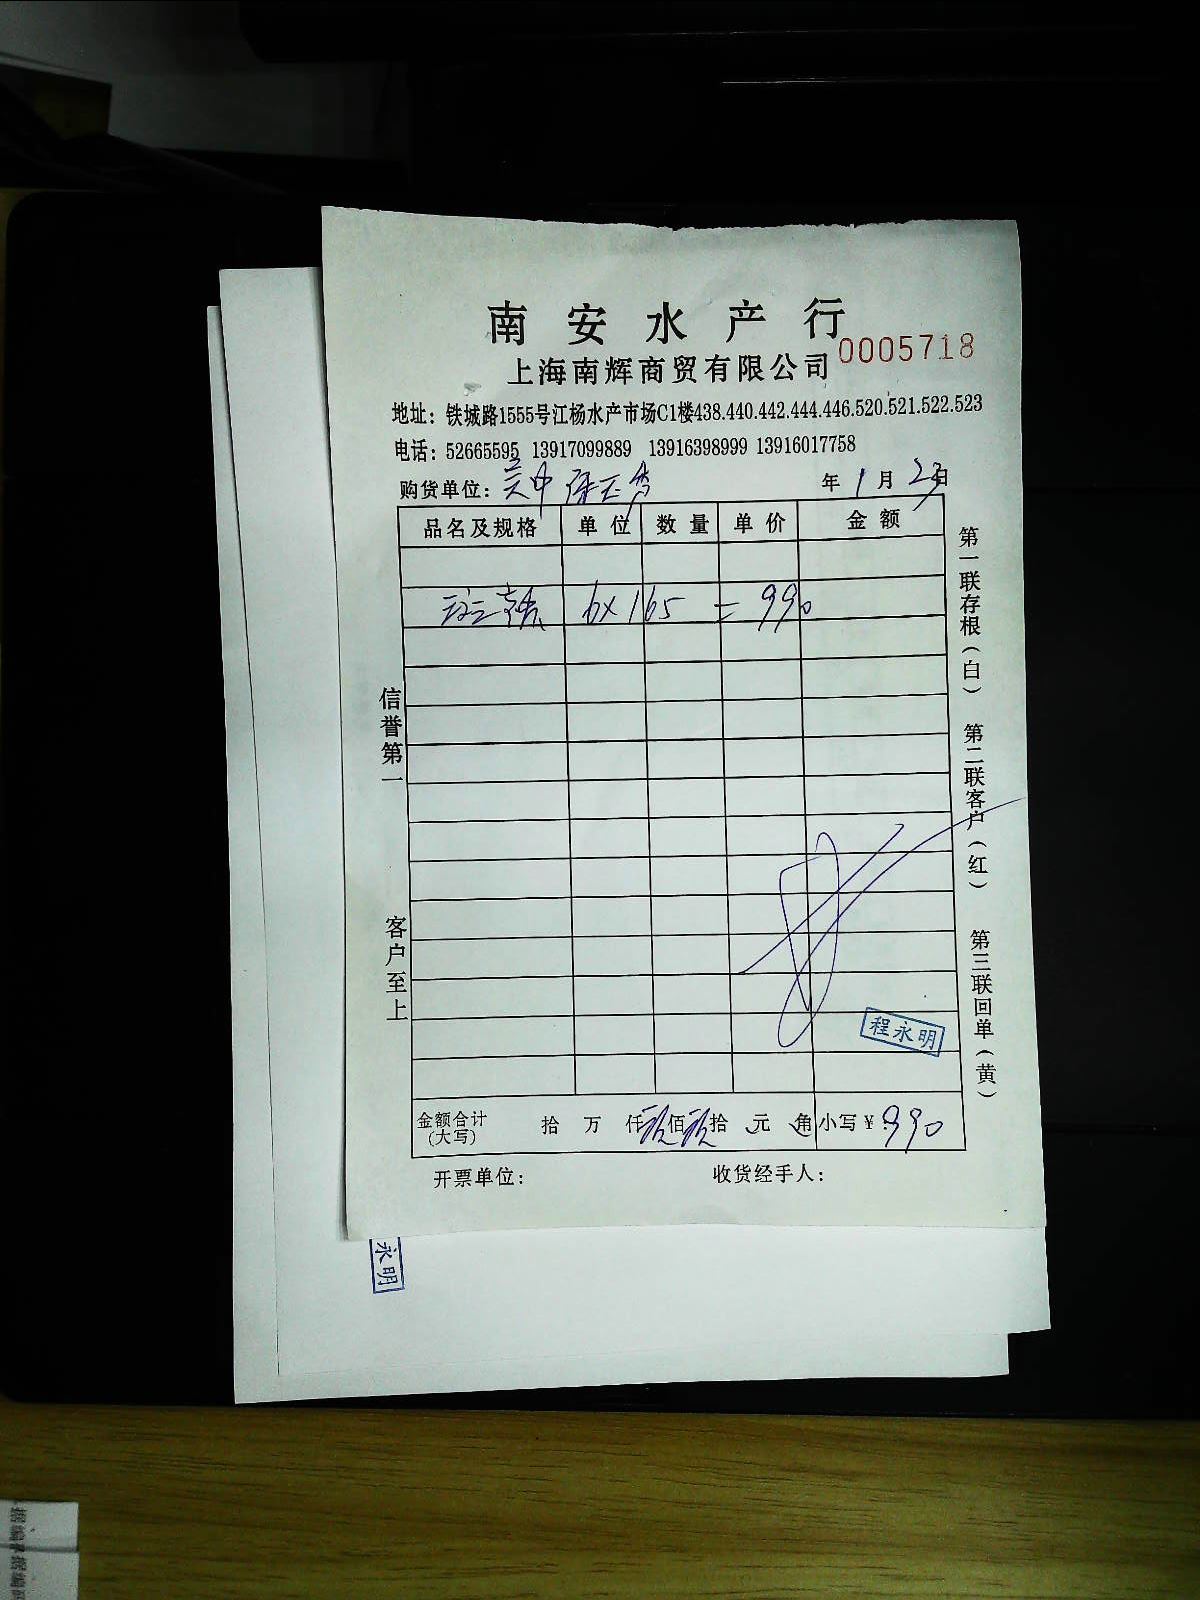 南安水产行
上海南辉商贸有限公司 0005718
地址：铁城路1555号江杨水产市场C1楼438.440.442.444.446.520.521.522.523
电话：52665595 13917099889 13916398999 13916017758
购货单位： 年 1 月 23 日
品名及规格 单位 数量 单价 金额
6×165 = 990
信誉第一
客户至上
第一联存根（白）
第二联客户（红）
第三联回单（黄）
程永明
金额合计（大写） 拾 万 仟 玖佰 玖拾 元 角 小写￥：990
开票单位： 收货经手人：
永明